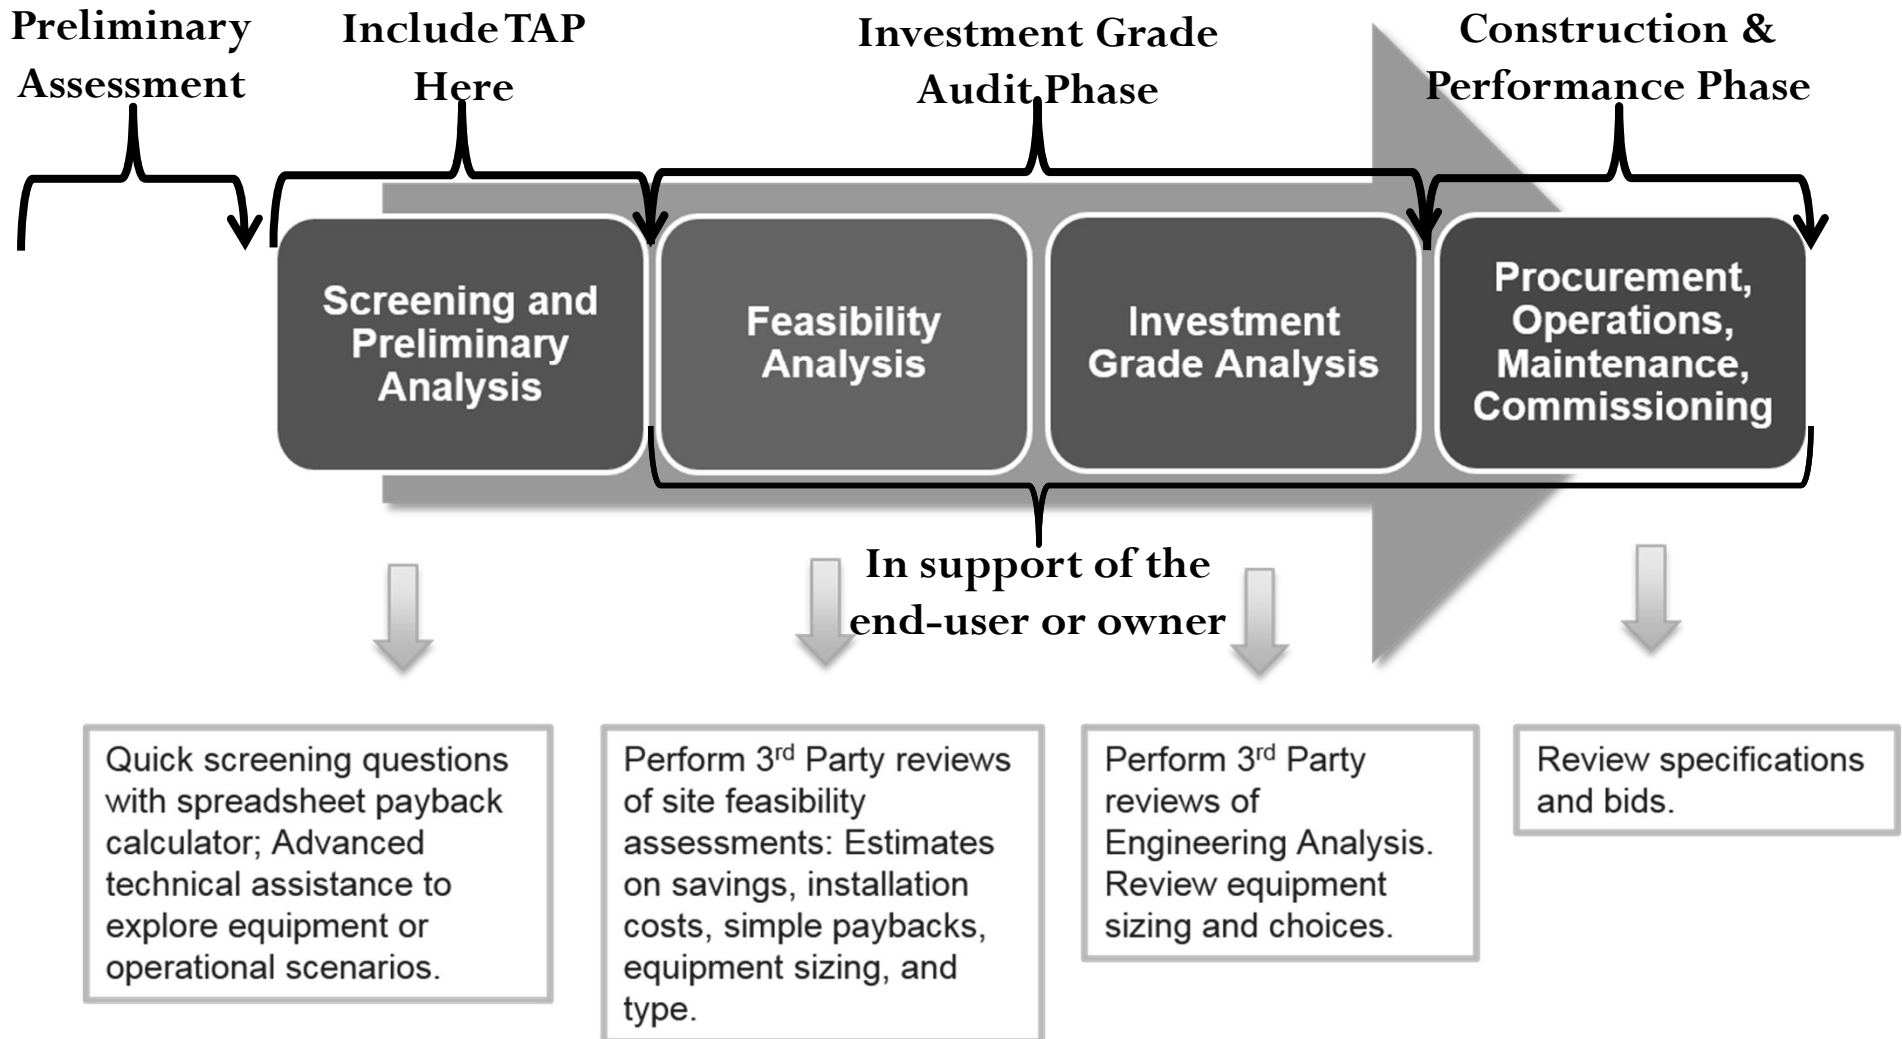 Preliminary
Assessment
Include TAP
Here
Investment Grade
Audit Phase
Construction &
Performance Phase
Screening and
Preliminary
Analysis
Feasibility
Analysis
Investment
Grade Analysis
Procurement,
Operations,
Maintenance,
Commissioning
In support of the
end-user or owner
Quick screening questions
with spreadsheet payback
calculator; Advanced
technical assistance to
explore equipment or
operational scenarios.
Perform 3rd Party reviews
of site feasibility
assessments: Estimates
on savings, installation
costs, simple paybacks,
equipment sizing, and
type.
Perform 3rd Party
reviews of
Engineering Analysis.
Review equipment
sizing and choices.
Review specifications
and bids.